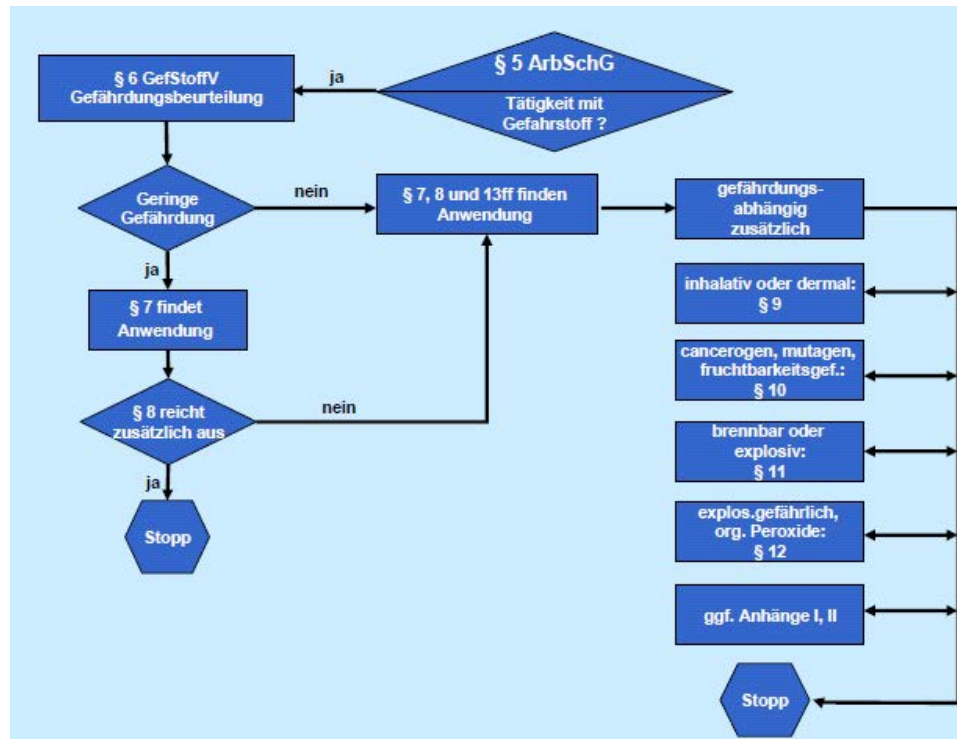 § 5 ArbSchG
Tätigkeit mit
Gefahrstoff ?
ja
§ 6 GefStoffV
Gefährdungsbeurteilung
Geringe
Gefährdung
nein
§ 7, 8 und 13ff finden
Anwendung
gefährdungs-
abhängig
zusätzlich
ja
§ 7 findet
Anwendung
§ 8 reicht
zusätzlich aus
nein
ja
Stopp
inhalativ oder dermal:
§ 9
cancerogen, mutagen,
fruchtbarkeitsgef.:
§ 10
brennbar oder
explosiv:
§ 11
explos.gefährlich,
org. Peroxide:
§ 12
ggf. Anhänge I, II
Stopp